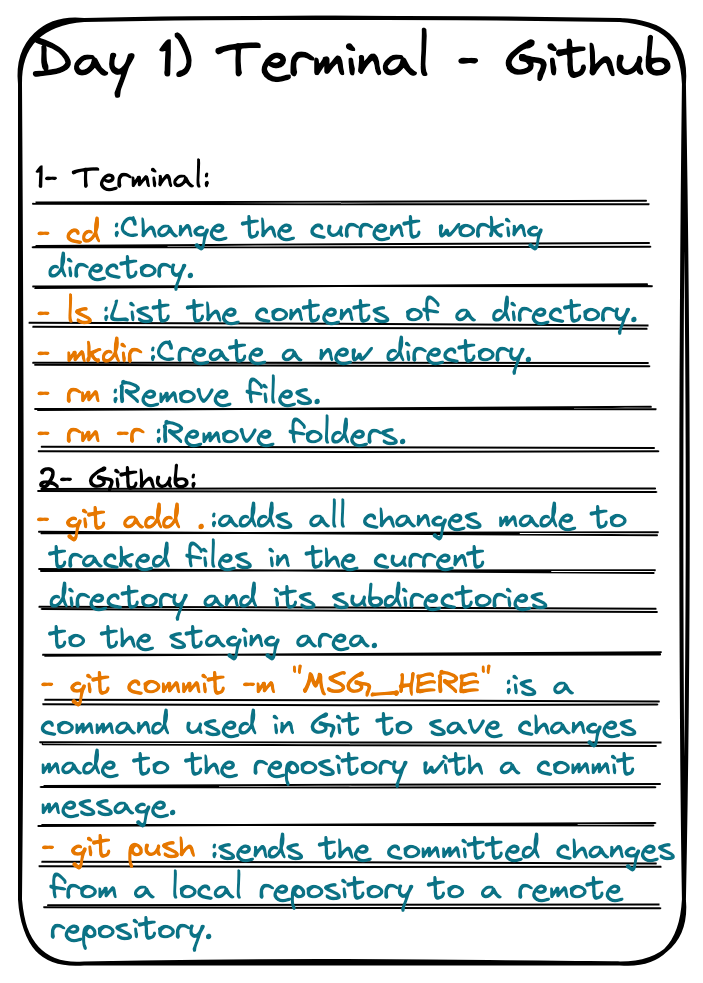 Day 1) Terminal - Github
1- Terminal:
- cd :Change the current working
directory.
- ls :List the contents of a directory.
- mkdir :Create a new directory.
- rm :Remove files.
- rm -r :Remove folders.
2- Github:
- git add . :adds all changes made to
tracked files in the current
directory and its subdirectories
to the staging area.
- git commit -m "MSG_HERE" :is a
command used in Git to save changes
made to the repository with a commit
message.
- git push :sends the committed changes
from a local repository to a remote
repository.